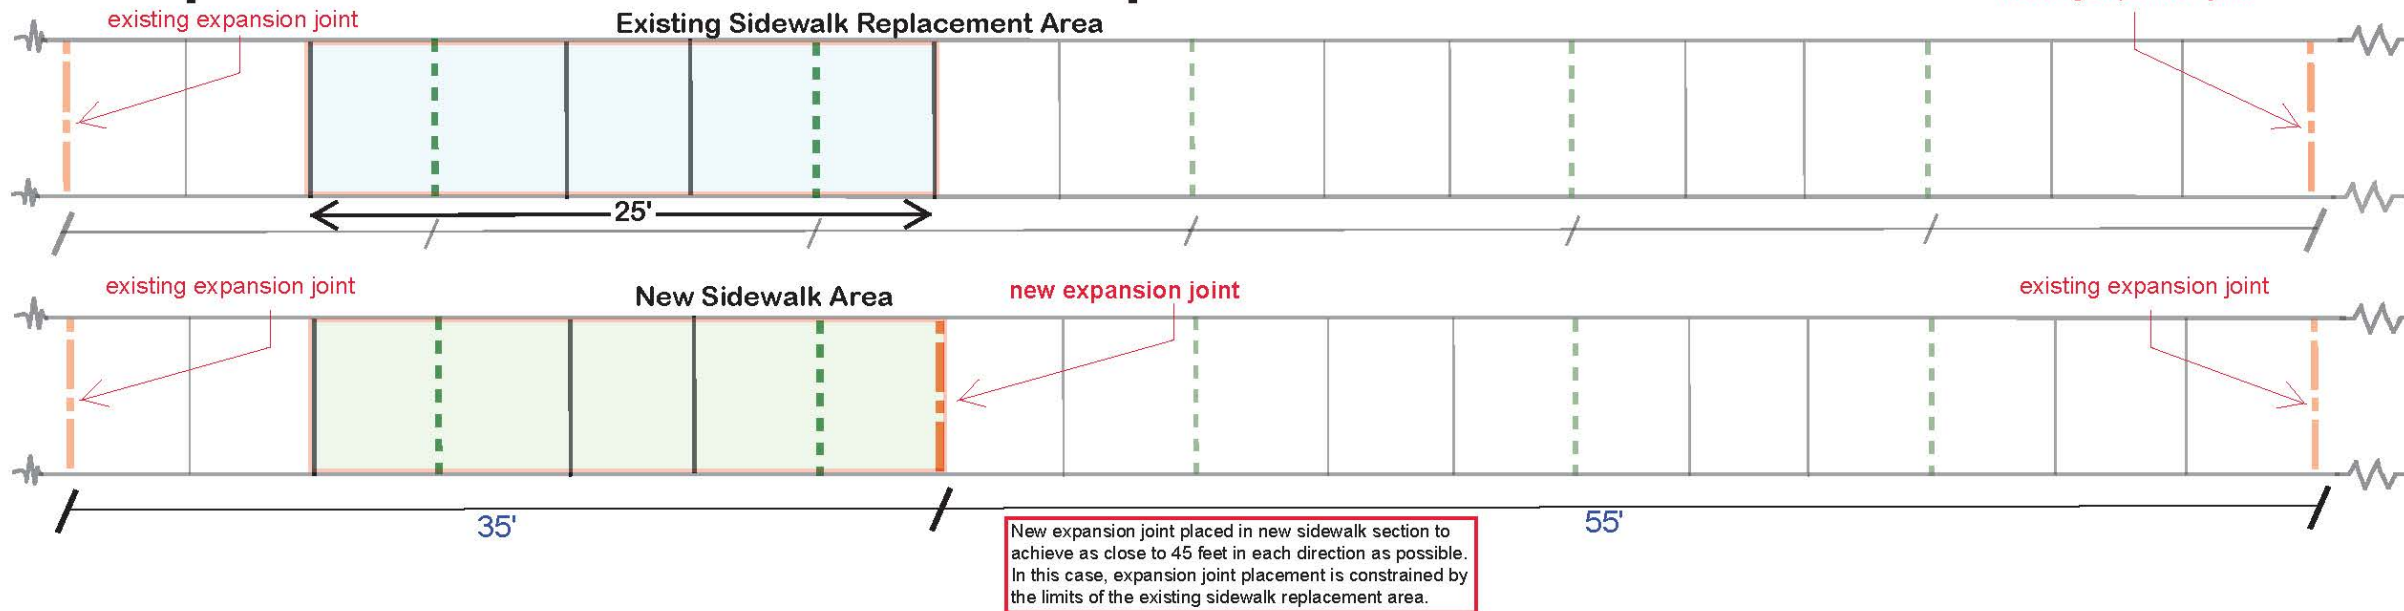 existing expansion joint
Existing Sidewalk Replacement Area
25'
existing expansion joint
New Sidewalk Area
new expansion joint
existing expansion joint
35'
55'
New expansion joint placed in new sidewalk section to
achieve as close to 45 feet in each direction as possible.
In this case, expansion joint placement is constrained by
the limits of the existing sidewalk replacement area.